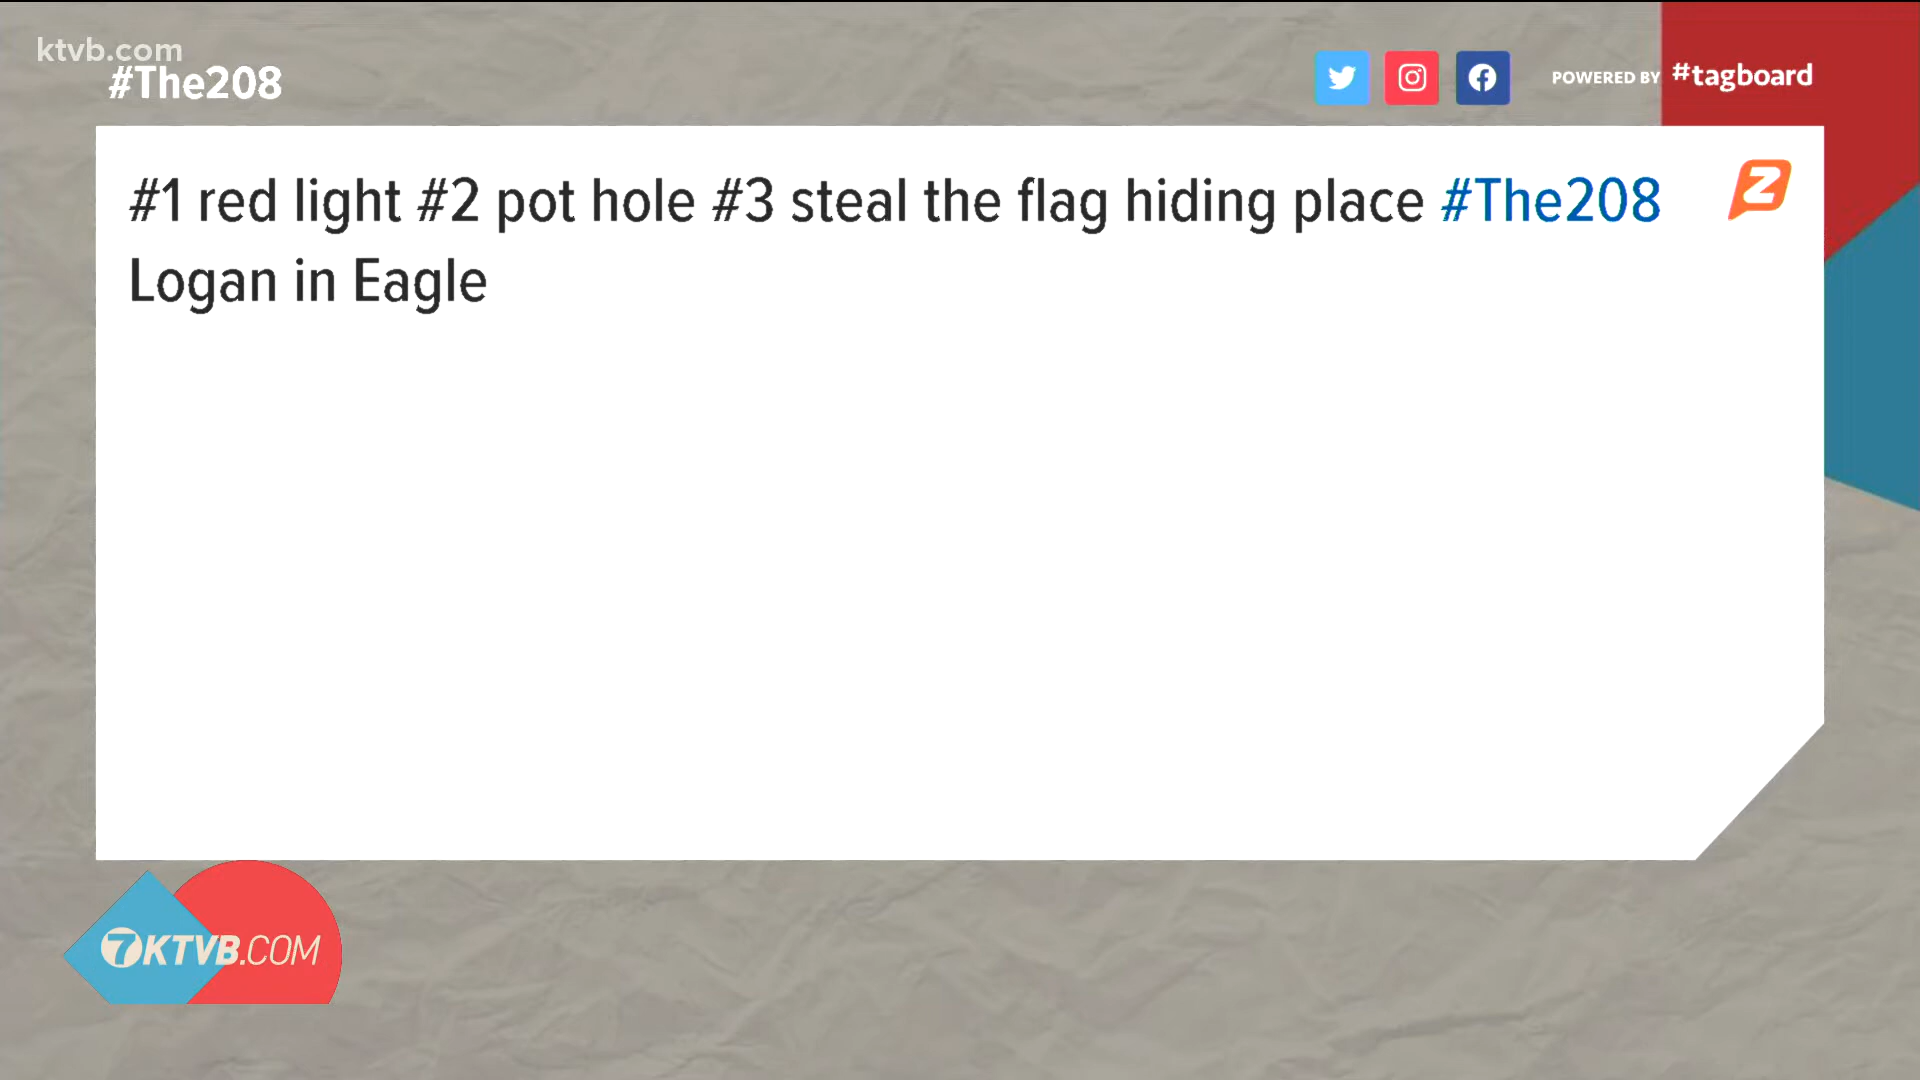 ktvb.com
#The208
POWERED BY #tagboard
#1 red light #2 pot hole #3 steal the flag hiding place #The208
Logan in Eagle
Z
7KTVB.COM